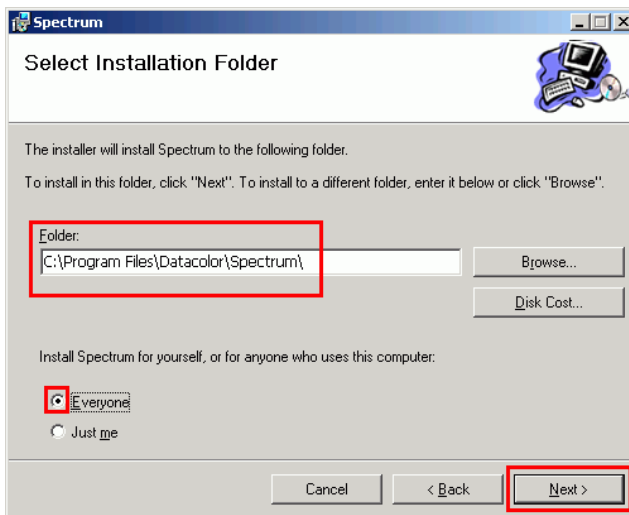 Spectrum
Select Installation Folder
The installer will install Spectrum to the following folder.
To install in this folder, click "Next". To install to a different folder, enter it below or click "Browse".
Folder:
C:\Program Files\Datacolor\Spectrum\
Browse...
Disk Cost...
Install Spectrum for yourself, or for anyone who uses this computer:
Everyone
Just me
Cancel
< Back
Next >